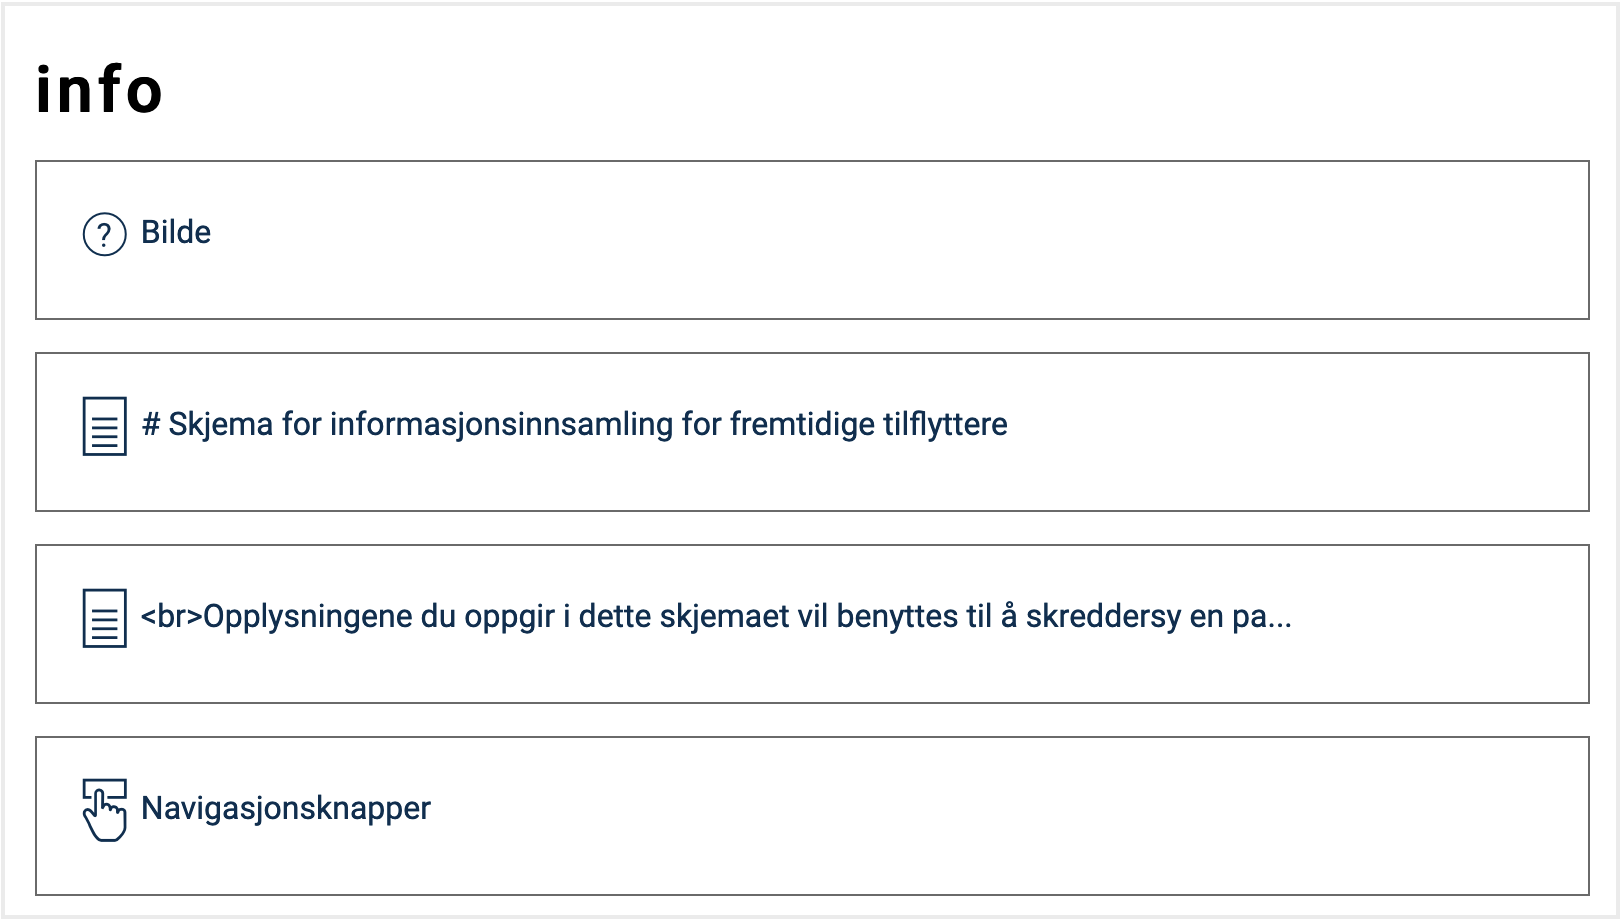 info
? Bilde
# Skjema for informasjonsinnsamling for fremtidige tilflyttere
<br>Opplysningene du oppgir i dette skjemaet vil benyttes til å skreddersy en pa...
Navigasjonsknapper